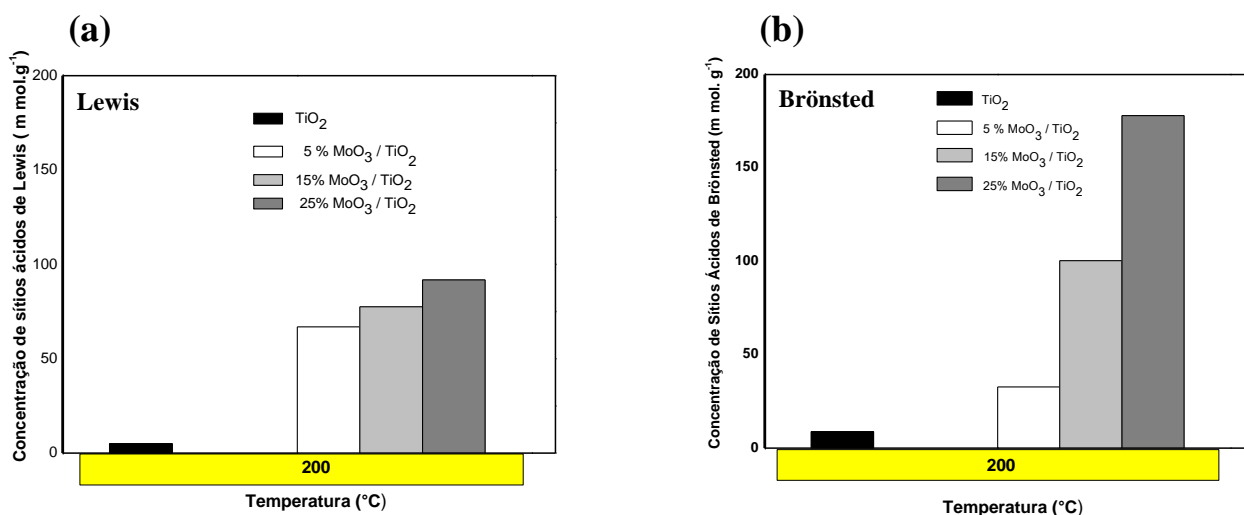 (a)
Concentração de sítios ácidos de Lewis ( m mol.g-1)
200
150
100
50
0
Lewis
TiO2
5 % MoO3 / TiO2
15% MoO3 / TiO2
25% MoO3 / TiO2
200
Temperatura (°C)
(b)
Concentração de Sítios Ácidos de Brönsted (m mol. g-1)
200
150
100
50
0
Brönsted
TiO2
5 % MoO3 / TiO2
15% MoO3 / TiO2
25% MoO3 / TiO2
200
Temperatura (°C)